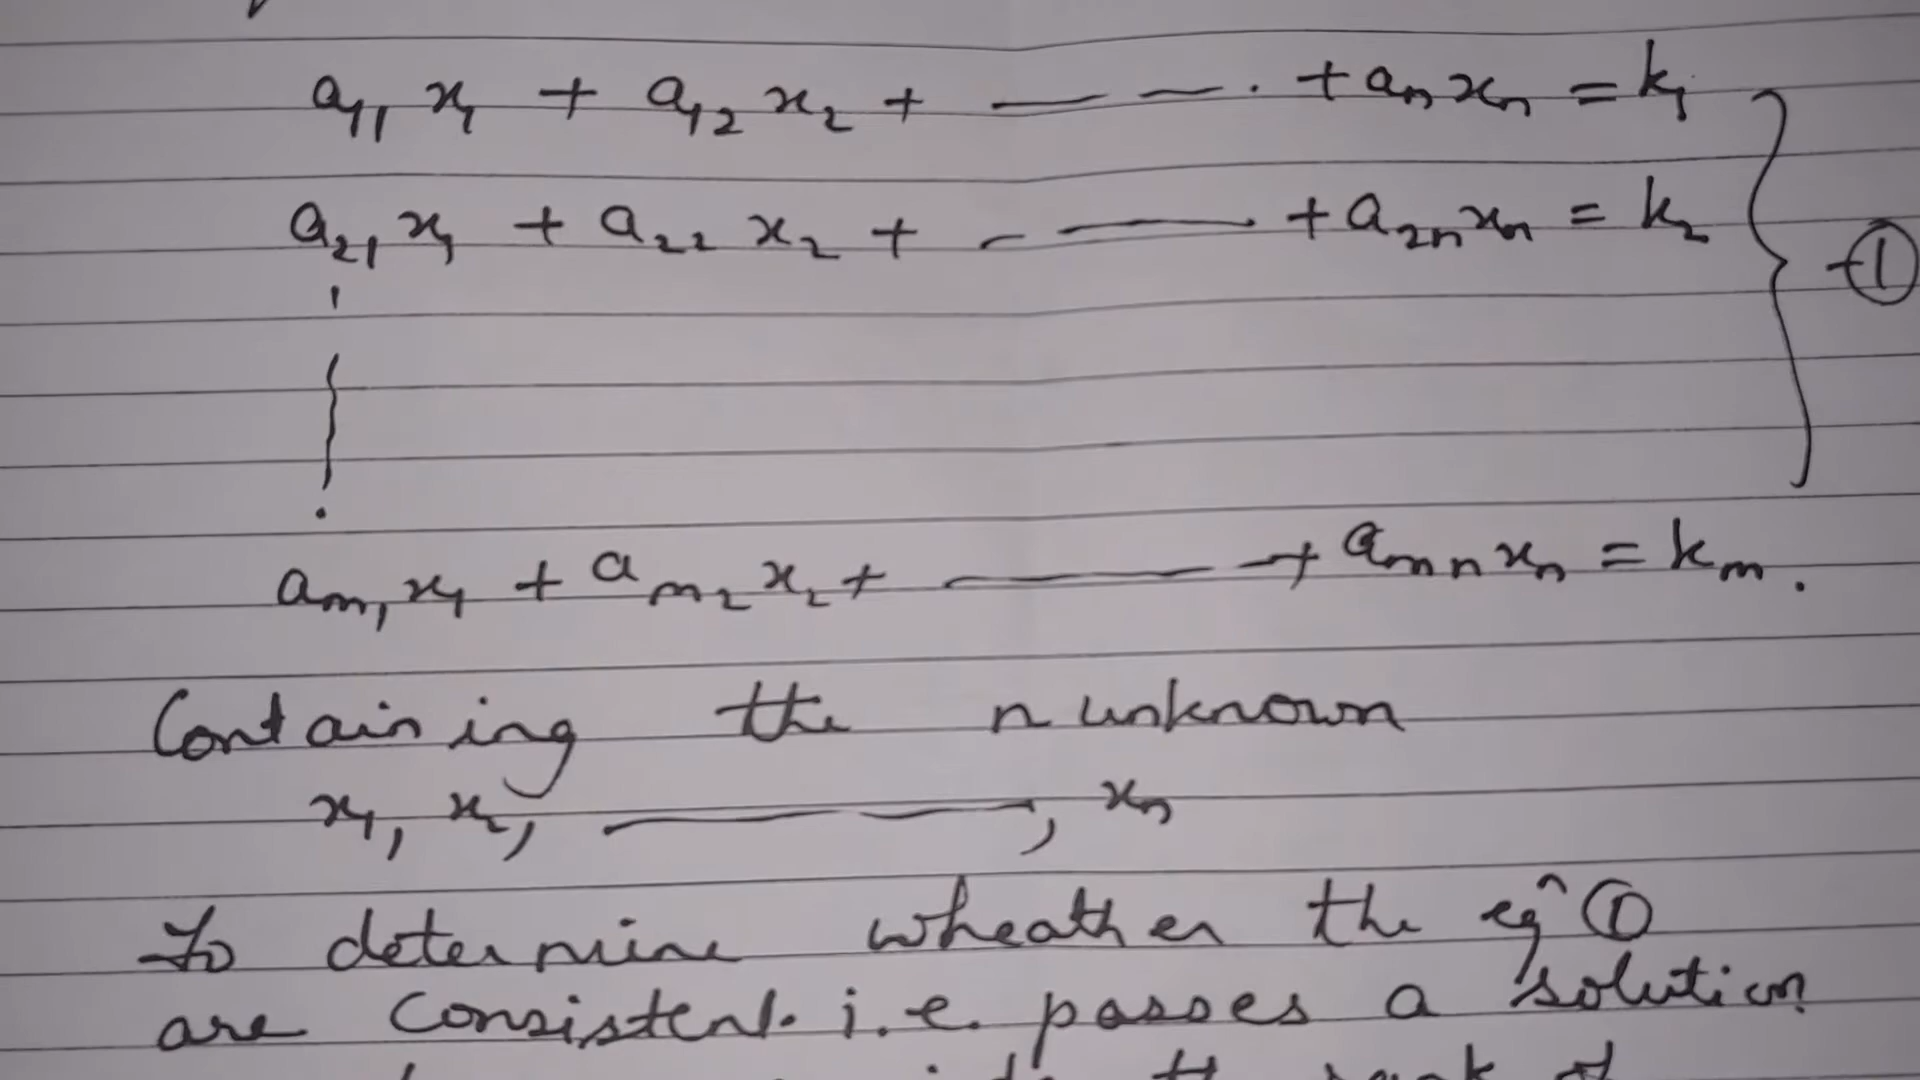 a₁₁ x₁ + a₁₂ x₂ + — — . + aₙ xₙ = k₁
a₂₁ x₁ + a₂₂ x₂ + - — + a₂ₙ xₙ = k₂ -①
aₘ₁ x₁ + aₘ₂ x₂ + — + aₘₙ xₙ = kₘ.
Containing the n unknown
x₁, x₂, ———, xₙ
To determine wheather the eqⁿ ①
are consistent. i.e. posses a solution